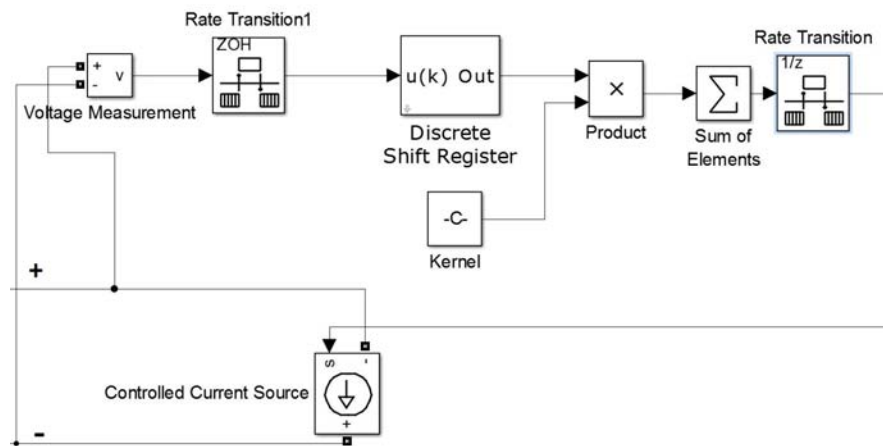 Rate Transition1
ZOH
+
-
v
Voltage Measurement
u(k) Out
Discrete
Shift Register
×
Product
Sum of
Elements
Rate Transition
1/z
-C-
Kernel
+
s
-
Controlled Current Source
+
-